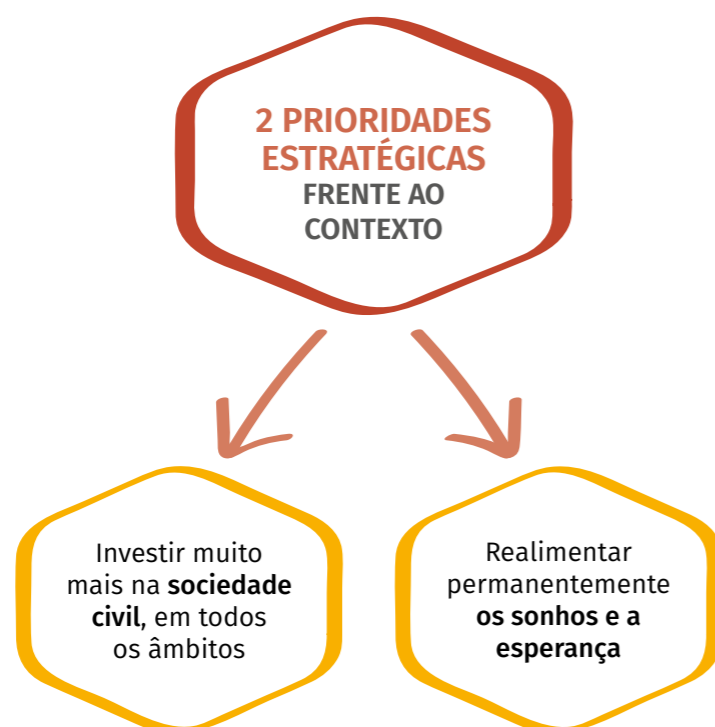 2 PRIORIDADES
ESTRATÉGICAS
FRENTE AO
CONTEXTO
Investir muito
mais na sociedade
civil, em todos
os âmbitos
Realimentar
permanentemente
os sonhos e a
esperança